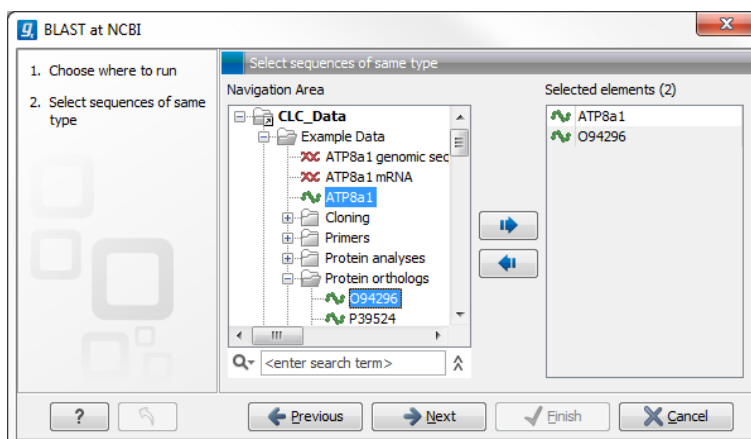 BLAST at NCBI
1. Choose where to run
2. Select sequences of same
type
Select sequences of same type
Navigation Area
CLC_Data
Example Data
ATP8a1 genomic sec
ATP8a1 mRNA
ATP8a1
Cloning
Primers
Protein analyses
Protein orthologs
O94296
P39524
<enter search term>
Selected elements (2)
ATP8a1
O94296
?
Previous
Next
Finish
Cancel